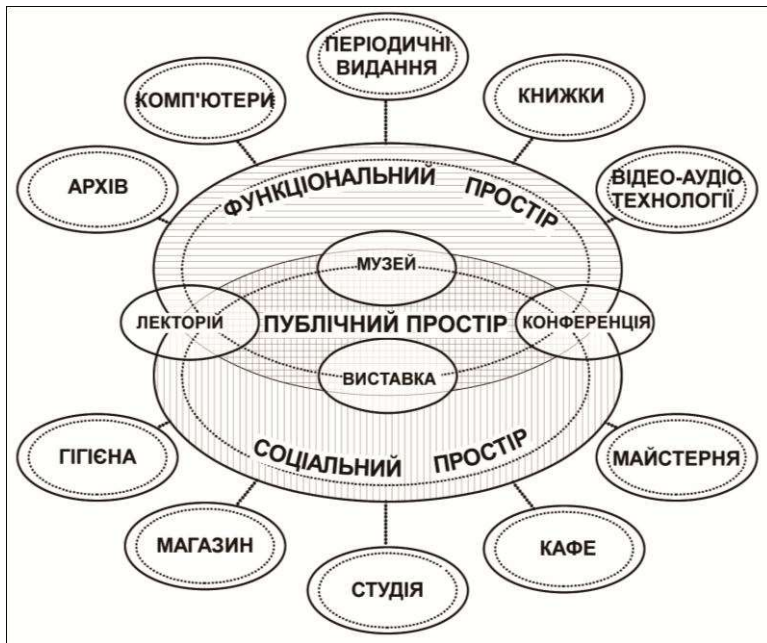 ПЕРІОДИЧНІ
ВИДАННЯ
КОМП'ЮТЕРИ
КНИЖКИ
АРХІВ
ВІДЕО-АУДІО
ТЕХНОЛОГІЇ
ФУНКЦІОНАЛЬНИЙ ПРОСТІР
МУЗЕЙ
ЛЕКТОРІЙ
ПУБЛІЧНИЙ ПРОСТІР
КОНФЕРЕНЦІЯ
ВИСТАВКА
СОЦІАЛЬНИЙ ПРОСТІР
ГІГІЄНА
МАЙСТЕРНЯ
МАГАЗИН
КАФЕ
СТУДІЯ